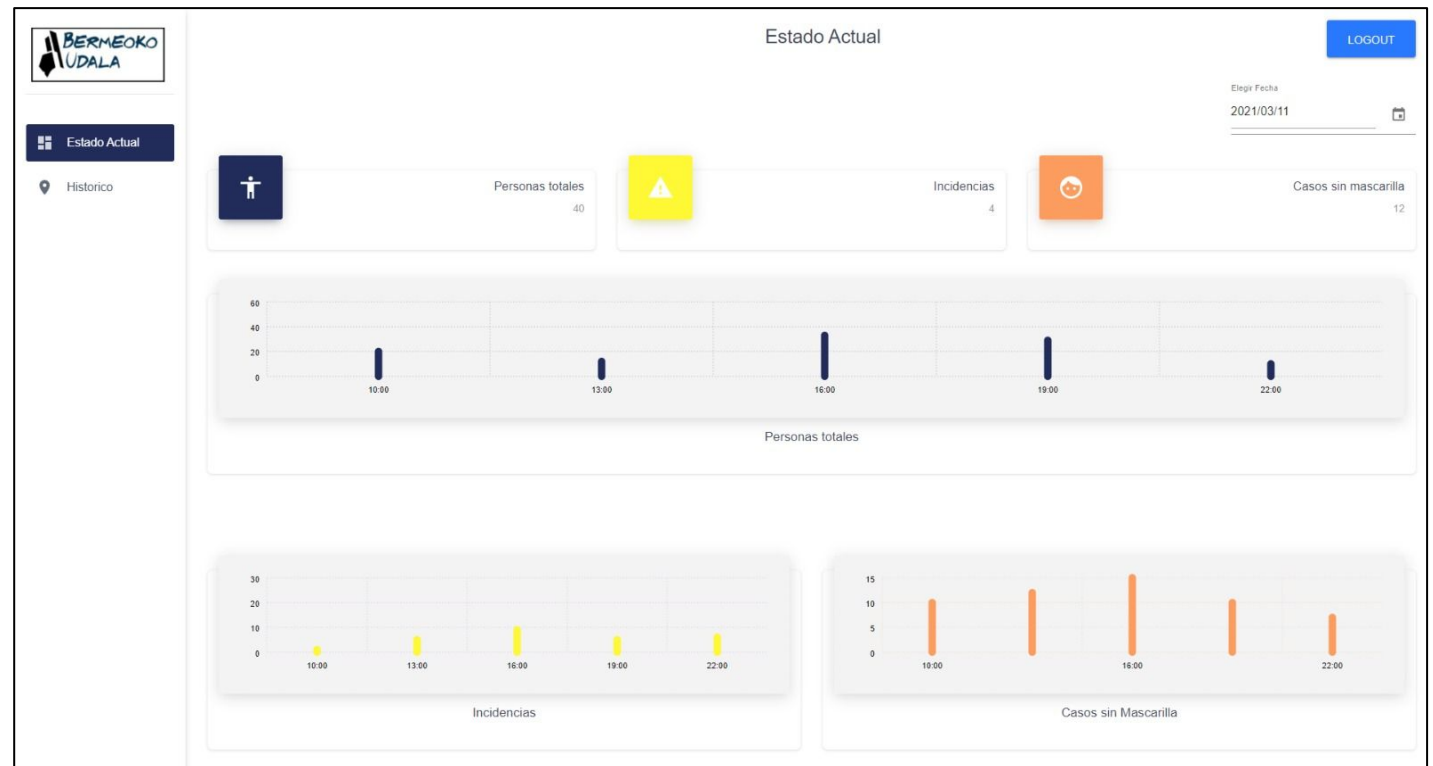 BERMEOKO
UDALA
Estado Actual
LOGOUT
Elegir Fecha
2021/03/11
Estado Actual
Historico
Personas totales
40
Incidencias
4
Casos sin mascarilla
12
60
40
20
0
10:00 13:00 16:00 19:00 22:00
Personas totales
30
20
10
0
10:00 13:00 16:00 19:00 22:00
Incidencias
15
10
5
0
10:00 16:00 22:00
Casos sin Mascarilla